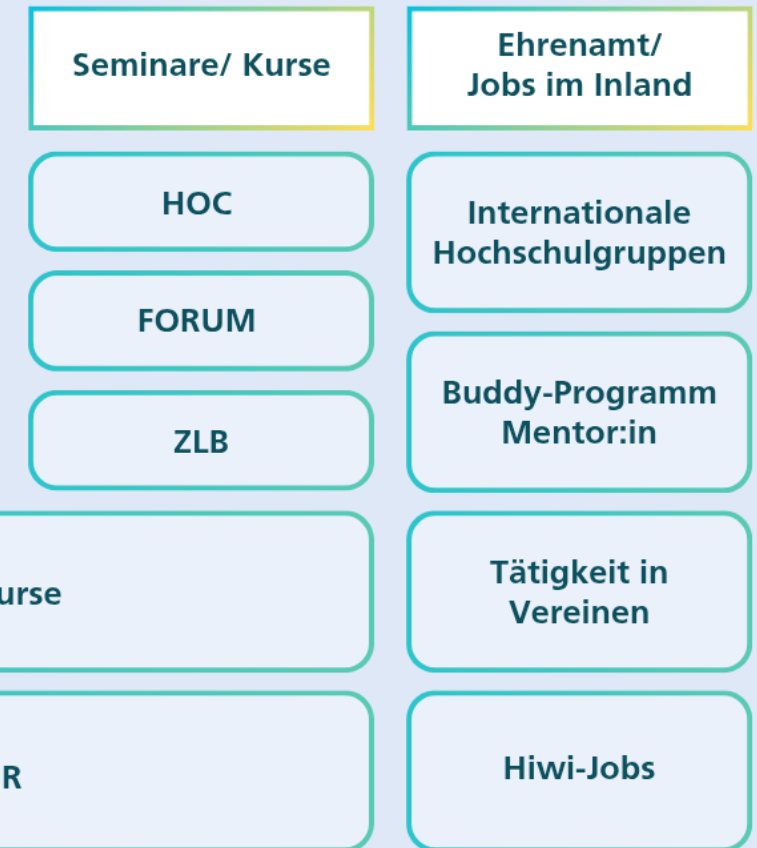 Seminare/ Kurse
HOC
FORUM
ZLB
urse
R
Ehrenamt/
Jobs im Inland
Internationale
Hochschulgruppen
Buddy-Programm
Mentor:in
Tätigkeit in
Vereinen
Hiwi-Jobs